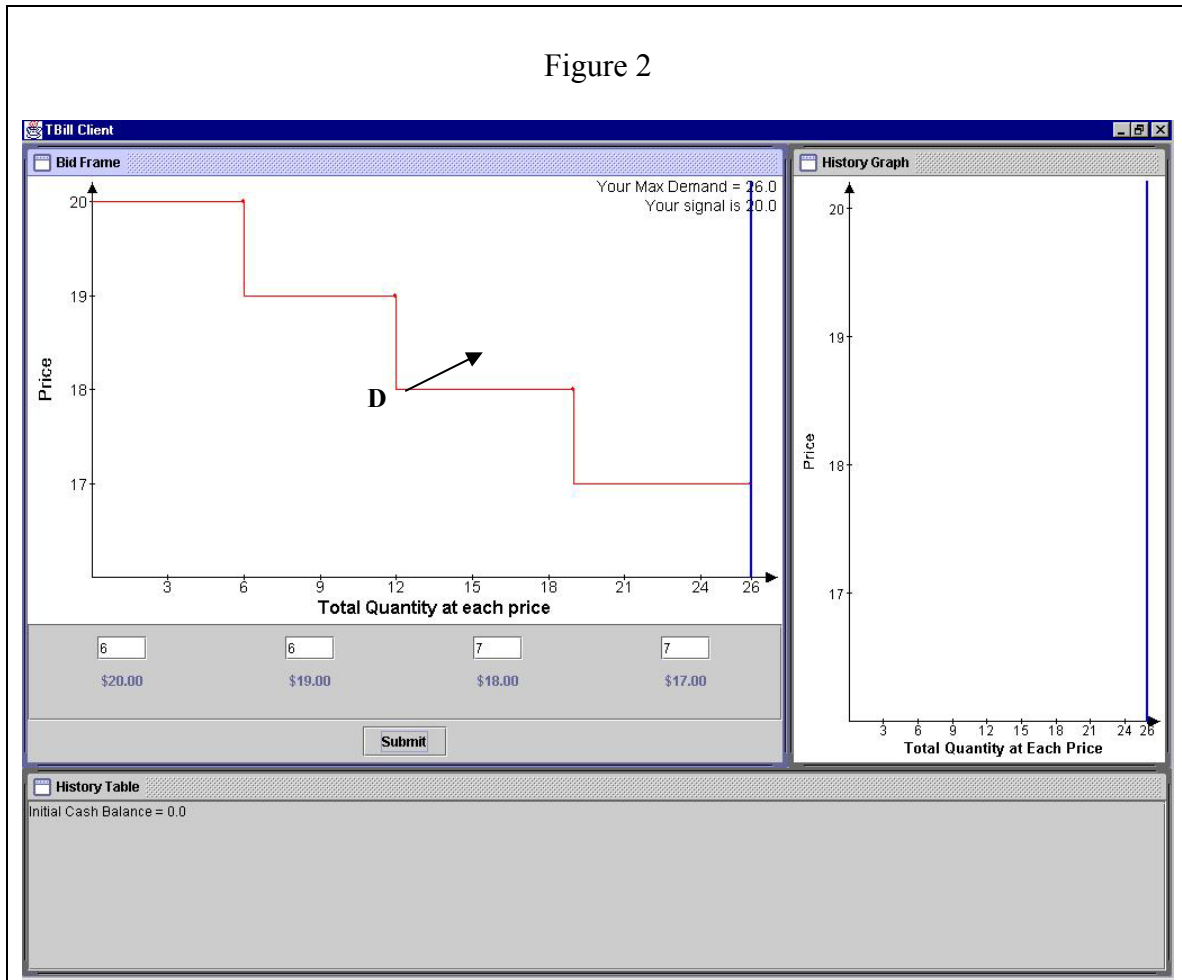 Figure 2
TBill Client
Bid Frame
Your Max Demand = 26.0
Your signal is 20.0
20
19
18
17
Price
D
3 6 9 12 15 18 21 24 26
Total Quantity at each price
6 6 7 7
$20.00 $19.00 $18.00 $17.00
Submit
History Graph
20
19
18
17
Price
3 6 9 12 15 18 21 24 26
Total Quantity at Each Price
History Table
Initial Cash Balance = 0.0